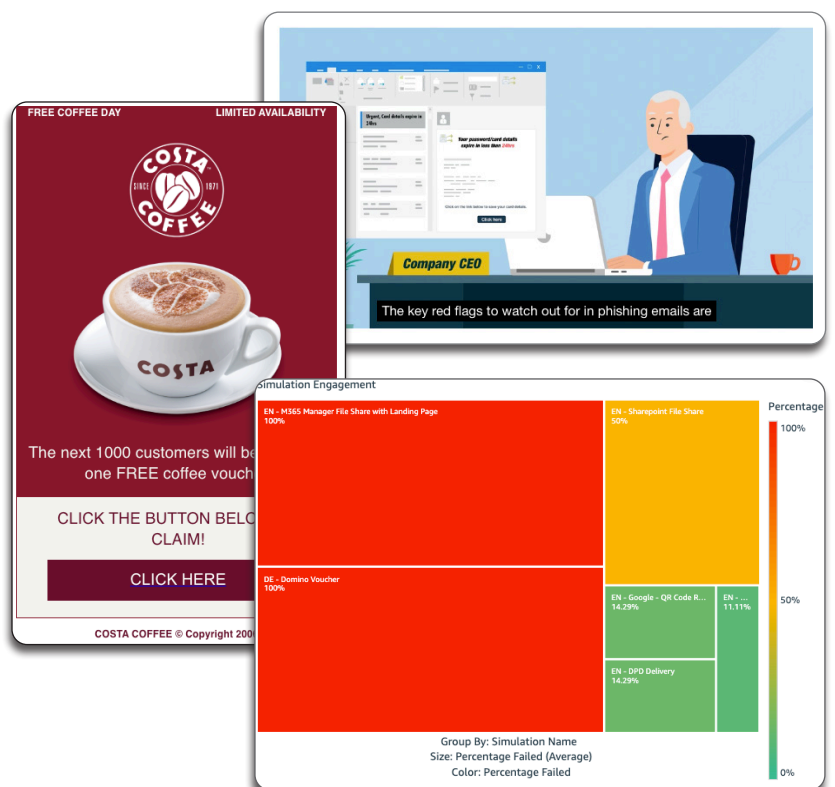 FREE COFFEE DAY
LIMITED AVAILABILITY
COSTA
SINCE 1971
COFFEE
COSTA
The next 1000 customers will be
one FREE coffee vouch
CLICK THE BUTTON BELO
CLAIM!
CLICK HERE
COSTA COFFEE © Copyright 200
Urgent, Card details expire in
24hrs
Your password/card details
expire in less then 24hrs
Click here
Company CEO
The key red flags to watch out for in phishing emails are
Simulation Engagement
EN - M365 Manager File Share with Landing Page
100%
EN - Sharepoint File Share
50%
DE - Domino Voucher
100%
EN - Google - QR Code R...
14.29%
EN - ...
11.11%
EN - DPD Delivery
14.29%
Percentage
100%
50%
0%
Group By: Simulation Name
Size: Percentage Failed (Average)
Color: Percentage Failed